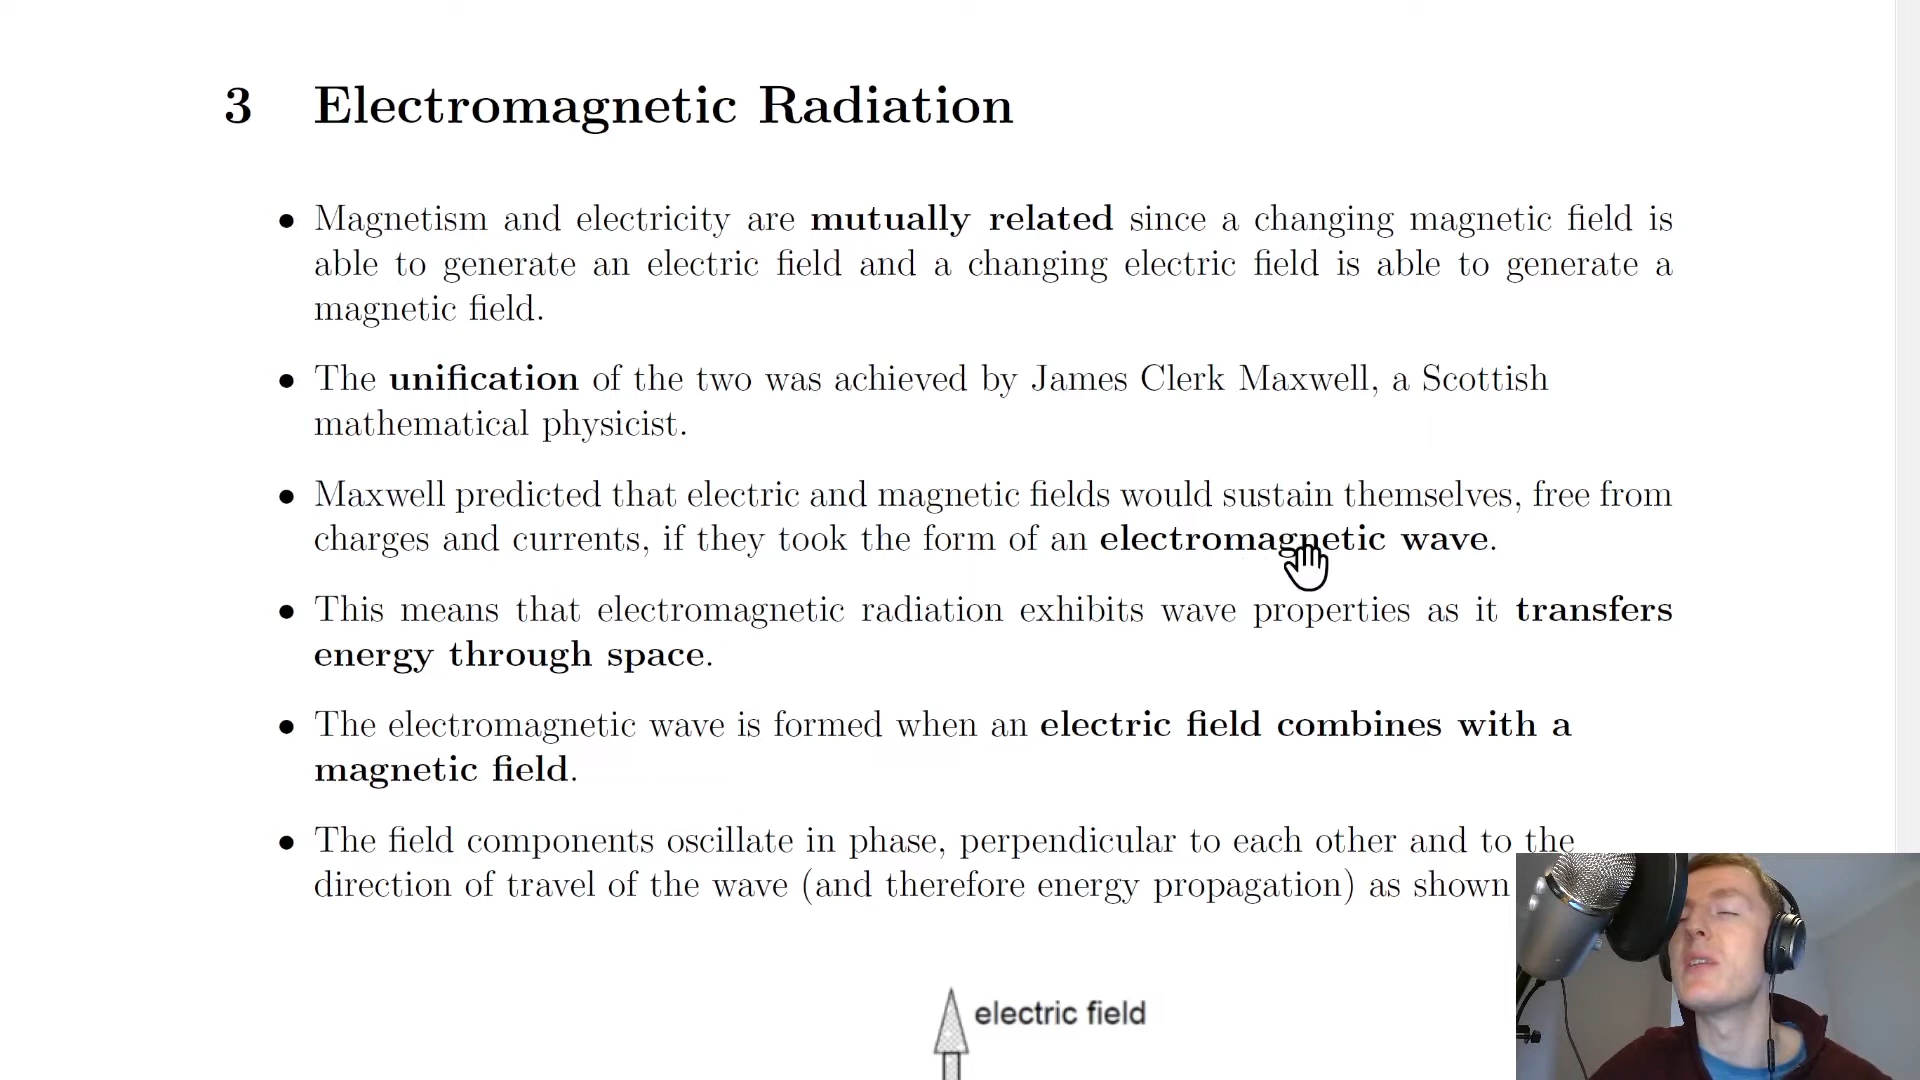 3 Electromagnetic Radiation
• Magnetism and electricity are mutually related since a changing magnetic field is
able to generate an electric field and a changing electric field is able to generate a
magnetic field.
• The unification of the two was achieved by James Clerk Maxwell, a Scottish
mathematical physicist.
• Maxwell predicted that electric and magnetic fields would sustain themselves, free from
charges and currents, if they took the form of an electromagnetic wave.
• This means that electromagnetic radiation exhibits wave properties as it transfers
energy through space.
• The electromagnetic wave is formed when an electric field combines with a
magnetic field.
• The field components oscillate in phase, perpendicular to each other and to the
direction of travel of the wave (and therefore energy propagation) as shown
electric field